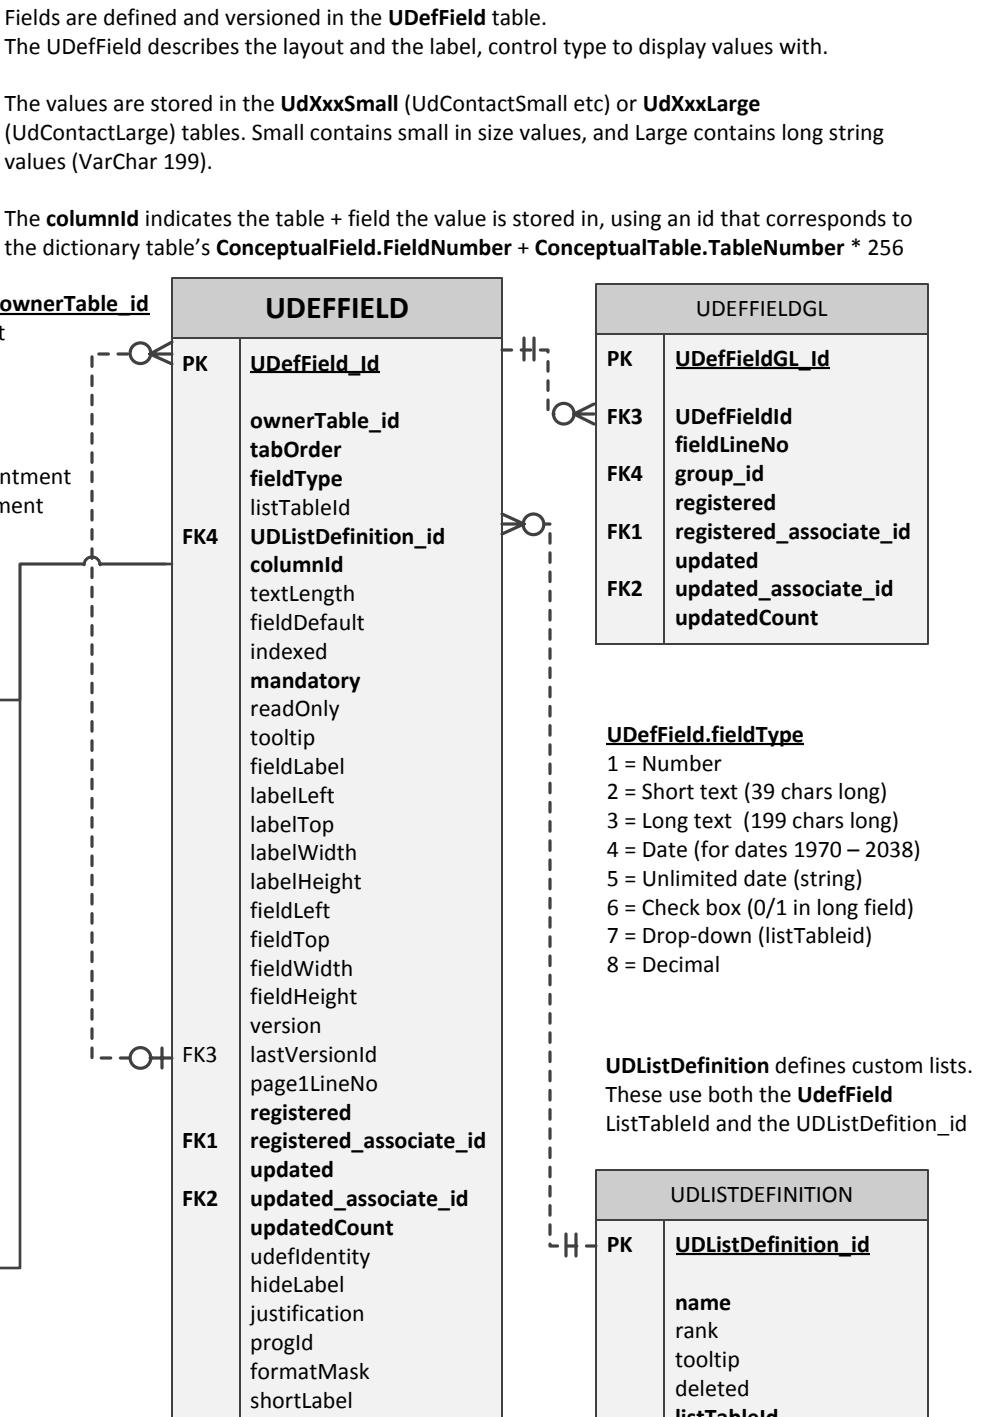 Fields are defined and versioned in the UDefField table.
The UDefField describes the layout and the label, control type to display values with.
The values are stored in the UdXxxSmall (UdContactSmall etc) or UdXxxLarge
(UdContactLarge) tables. Small contains small in size values, and Large contains long string
values (VarChar 199).
The columnId indicates the table + field the value is stored in, using an id that corresponds to
the dictionary table’s ConceptualField.FieldNumber + ConceptualTable.TableNumber * 256
ownerTable_id
t
ntment
ment
UDEFFIELD
PK UDefField_Id
ownerTable_id
tabOrder
fieldType
listTableId
FK4 UDListDefinition_id
columnId
textLength
fieldDefault
indexed
mandatory
readOnly
tooltip
fieldLabel
labelLeft
labelTop
labelWidth
labelHeight
fieldLeft
fieldTop
fieldWidth
fieldHeight
version
FK3 lastVersionId
page1LineNo
registered
FK1 registered_associate_id
updated
FK2 updated_associate_id
updatedCount
udefIdentity
hideLabel
justification
progId
formatMask
shortLabel
UDEFFIELDGL
PK UDefFieldGL_Id
FK3 UDefFieldId
fieldLineNo
FK4 group_id
registered
FK1 registered_associate_id
updated
FK2 updated_associate_id
updatedCount
UDefField.fieldType
1 = Number
2 = Short text (39 chars long)
3 = Long text (199 chars long)
4 = Date (for dates 1970 – 2038)
5 = Unlimited date (string)
6 = Check box (0/1 in long field)
7 = Drop-down (listTableid)
8 = Decimal
UDListDefinition defines custom lists.
These use both the UdefField
ListTableId and the UDListDefition_id
UDLISTDEFINITION
PK UDListDefinition_id
name
rank
tooltip
deleted
listTableId